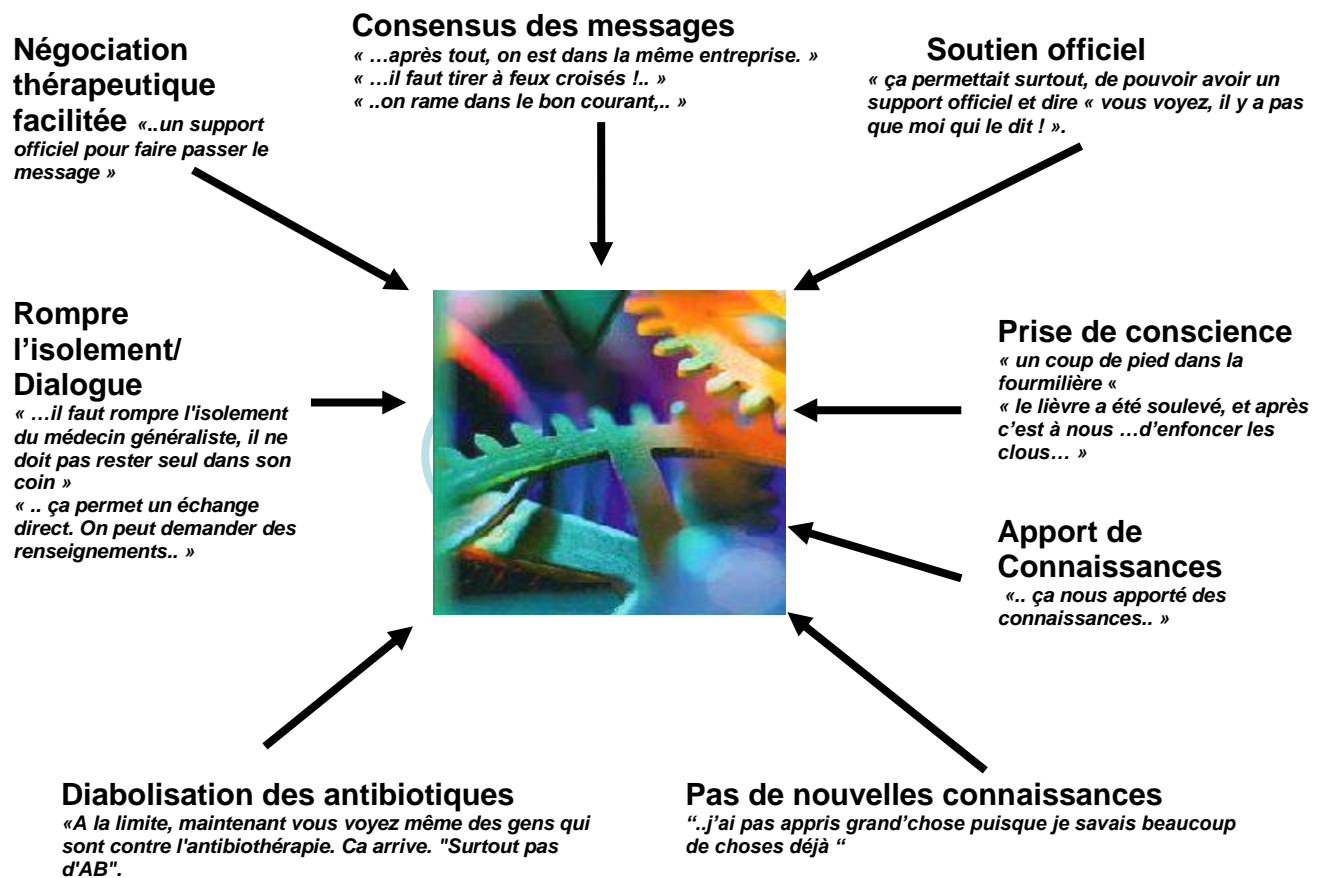 Négociation
thérapeutique
facilitée «..un support
officiel pour faire passer le
message »
Consensus des messages
« …après tout, on est dans la même entreprise. »
« …il faut tirer à feux croisés !.. »
« ..on rame dans le bon courant,.. »
Soutien officiel
« ça permettait surtout, de pouvoir avoir un
support officiel et dire « vous voyez, il y a pas
que moi qui le dit ! ».
Rompre
l’isolement/
Dialogue
« …il faut rompre l'isolement
du médecin généraliste, il ne
doit pas rester seul dans son
coin »
« .. ça permet un échange
direct. On peut demander des
renseignements.. »
Prise de conscience
« un coup de pied dans la
fourmilière «
« le lièvre a été soulevé, et après
c’est à nous …d’enfoncer les
clous… »
Apport de
Connaissances
«.. ça nous apporté des
connaissances.. »
Diabolisation des antibiotiques
«A la limite, maintenant vous voyez même des gens qui
sont contre l'antibiothérapie. Ca arrive. "Surtout pas
d'AB".
Pas de nouvelles connaissances
“..j’ai pas appris grand’chose puisque je savais beaucoup
de choses déjà “